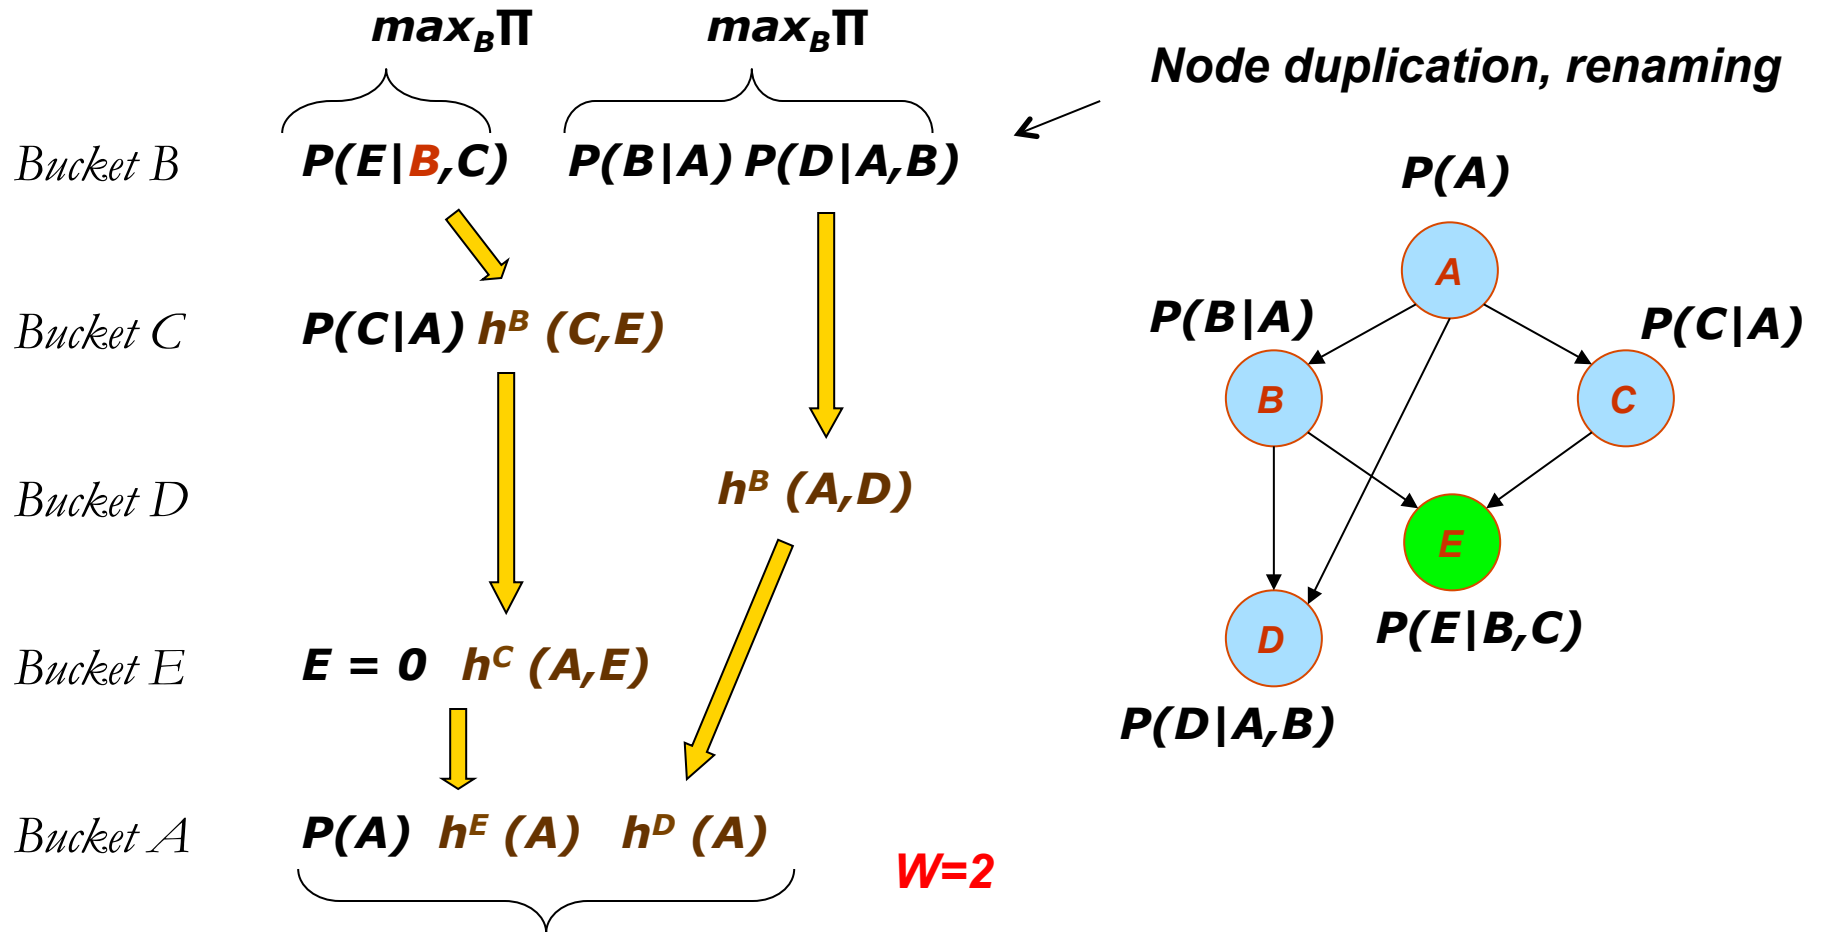 max_B∏ max_B∏
Node duplication, renaming
Bucket B P(E|B,C) P(B|A) P(D|A,B)
Bucket C P(C|A) h^B (C,E)
Bucket D h^B (A,D)
Bucket E E = 0 h^C (A,E)
Bucket A P(A) h^E (A) h^D (A)
W=2
P(A)
A
P(B|A) P(C|A)
B C
E
P(E|B,C)
D
P(D|A,B)